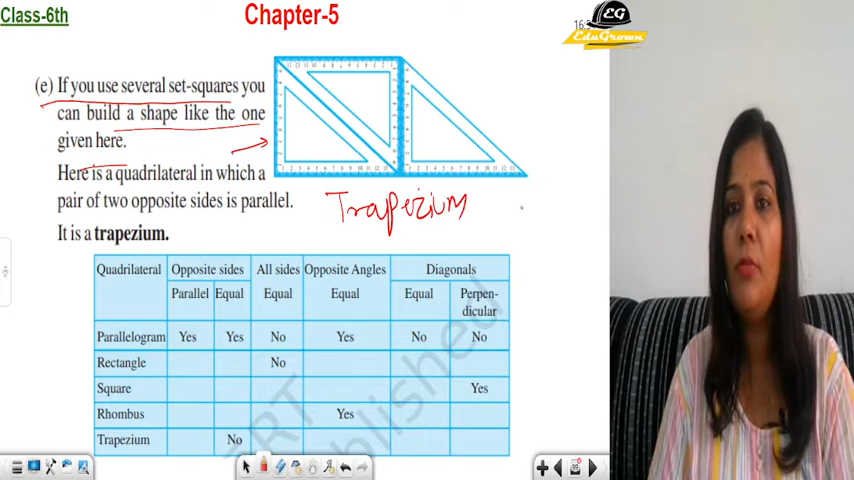 Class-6th
Chapter-5
16:
EG
EduGrown
(e) If you use several set-squares you
can build a shape like the one
given here.
Here is a quadrilateral in which a
pair of two opposite sides is parallel.
It is a trapezium.
Trapezium
Quadrilateral Opposite sides All sides Opposite Angles Diagonals
Parallel Equal Equal Equal Equal Perpen-
dicular
Parallelogram Yes Yes No Yes No No
Rectangle No
Square Yes
Rhombus Yes
Trapezium No